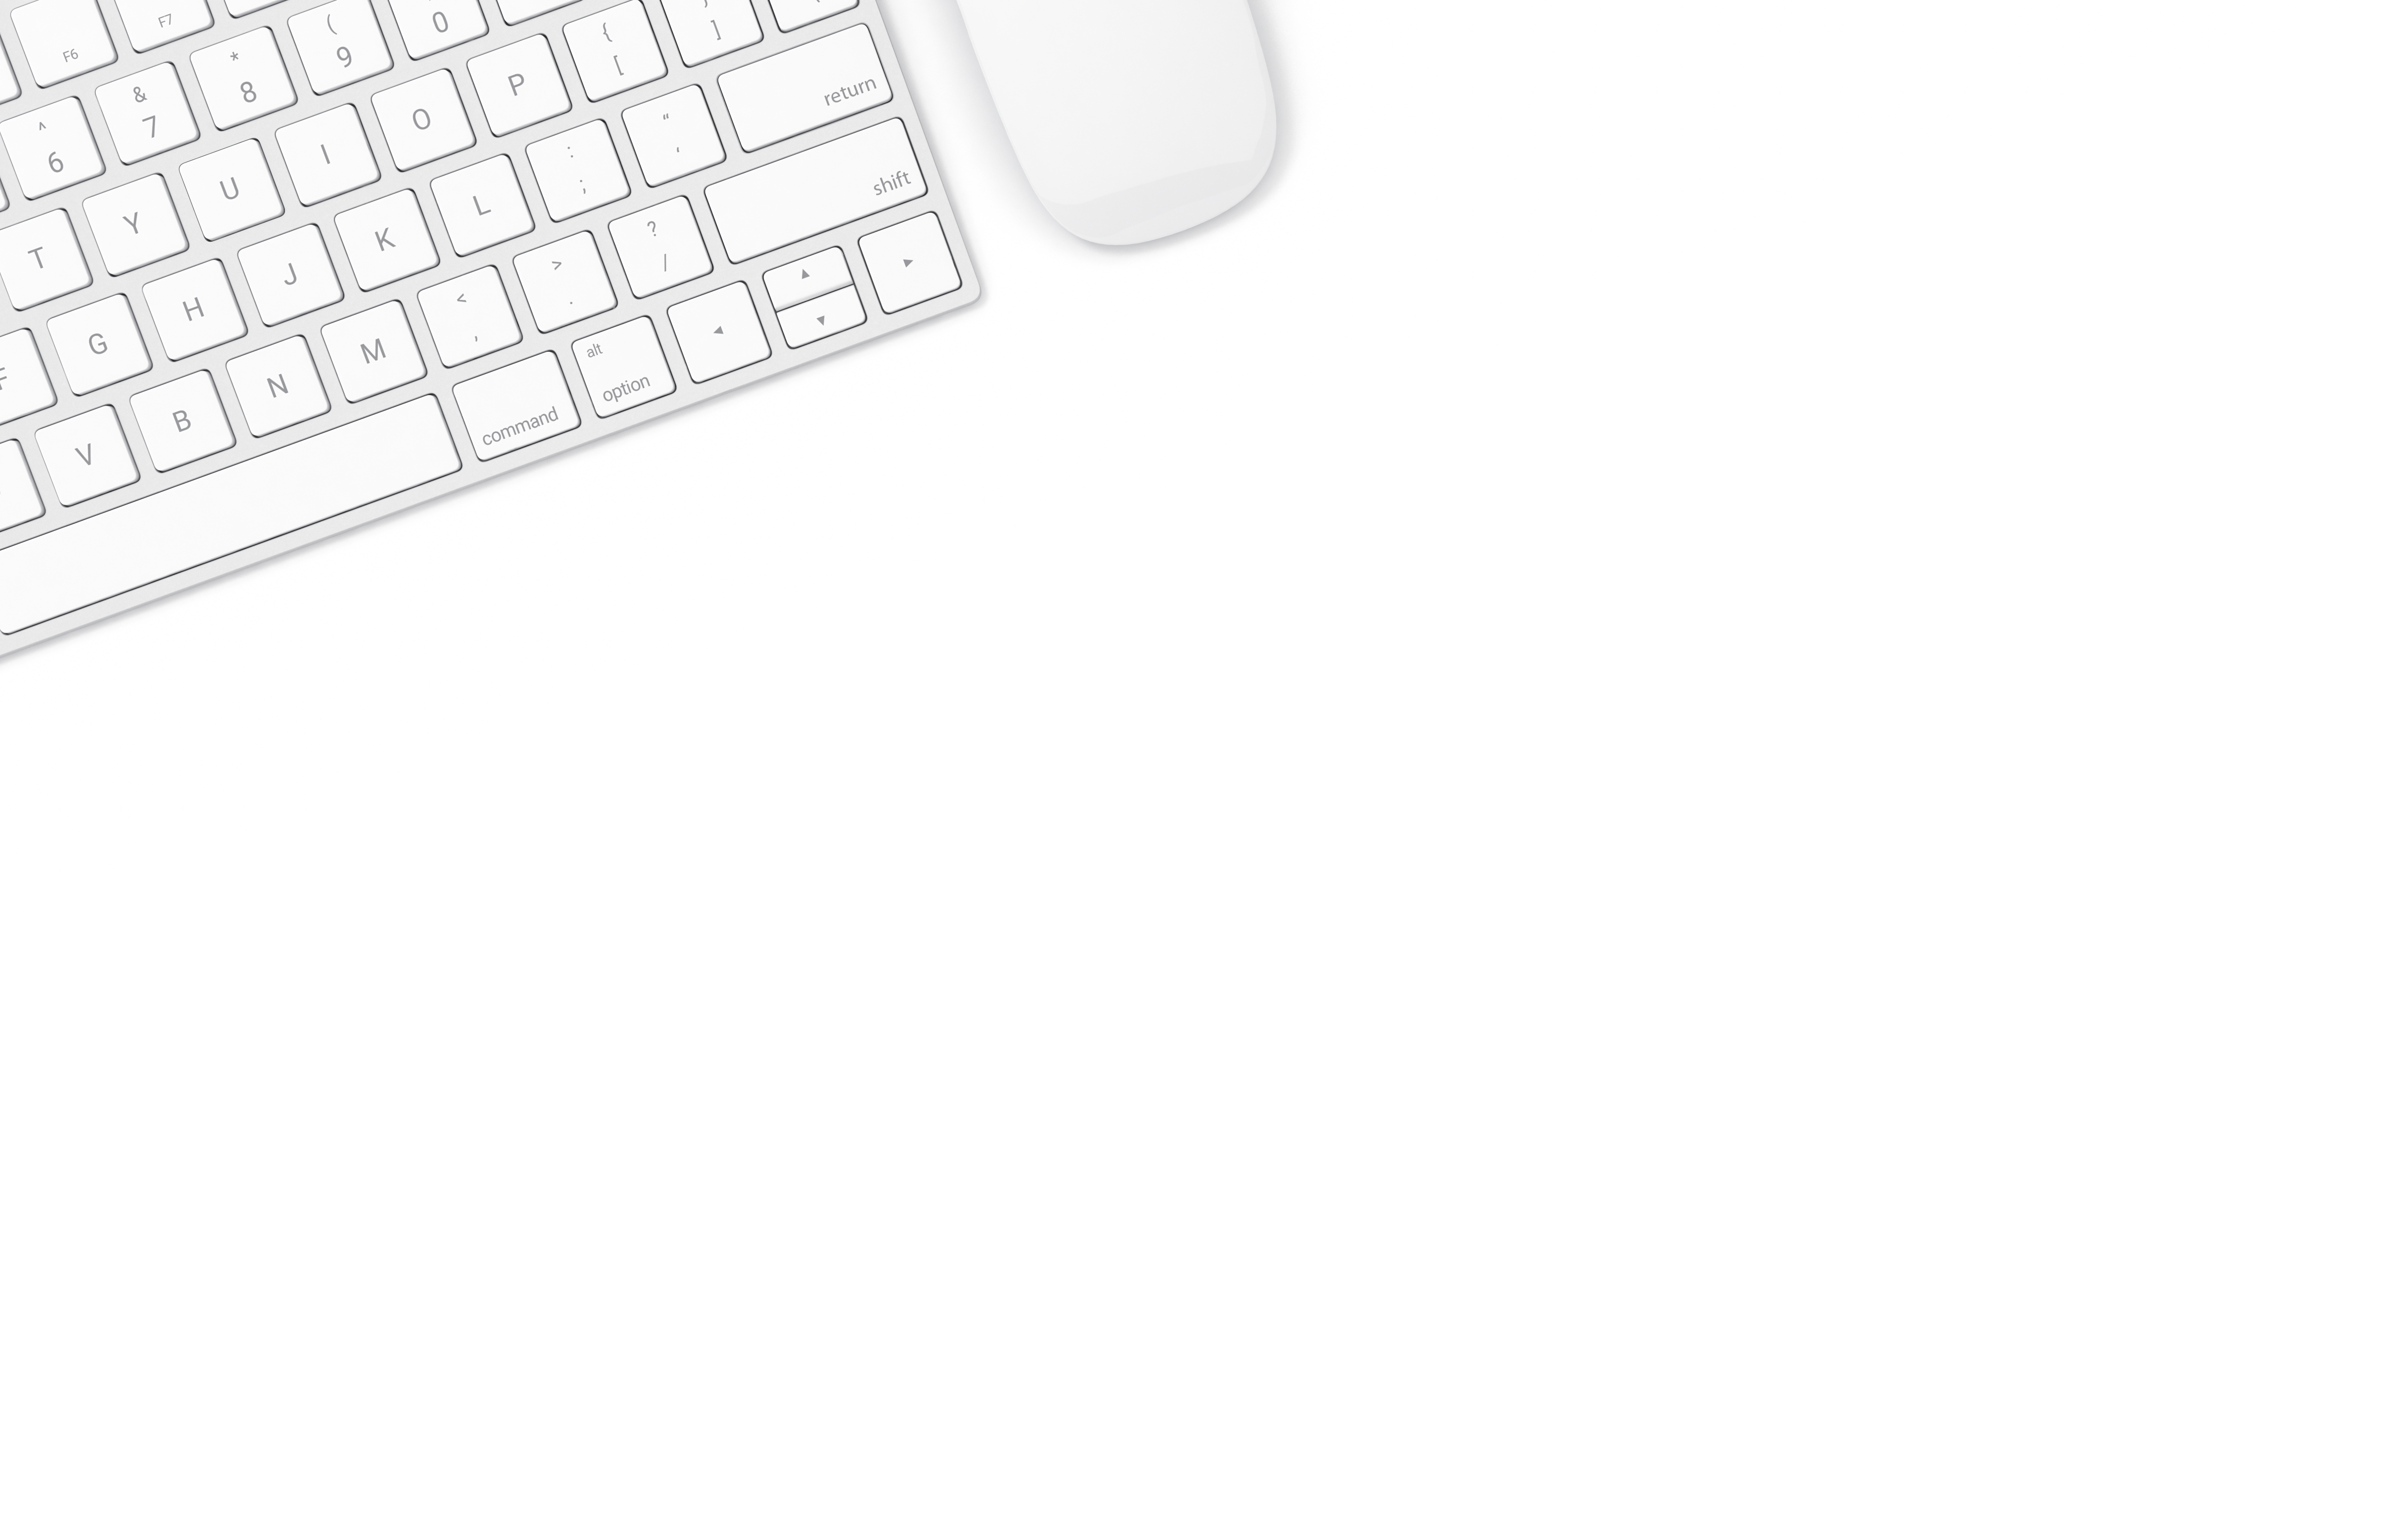 F6 F7
^ 6 & 7 * 8 ( 9 0
T Y U I O P { [ ]
F G H J K L : ; “ ‘ return
V B N M < , > . ? / shift
command alt option ◀ ▲ ▼ ▶